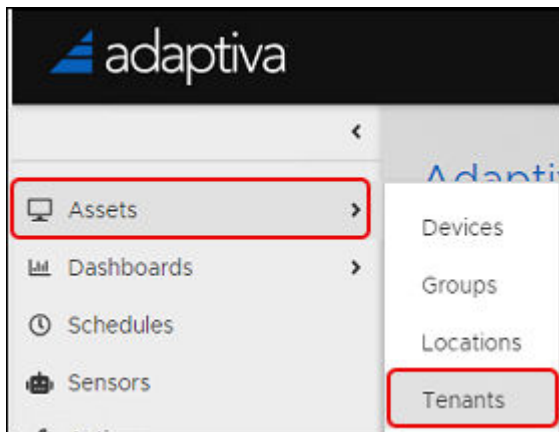 adaptiva
Assets
Dashboards
Schedules
Sensors
Devices
Groups
Locations
Tenants